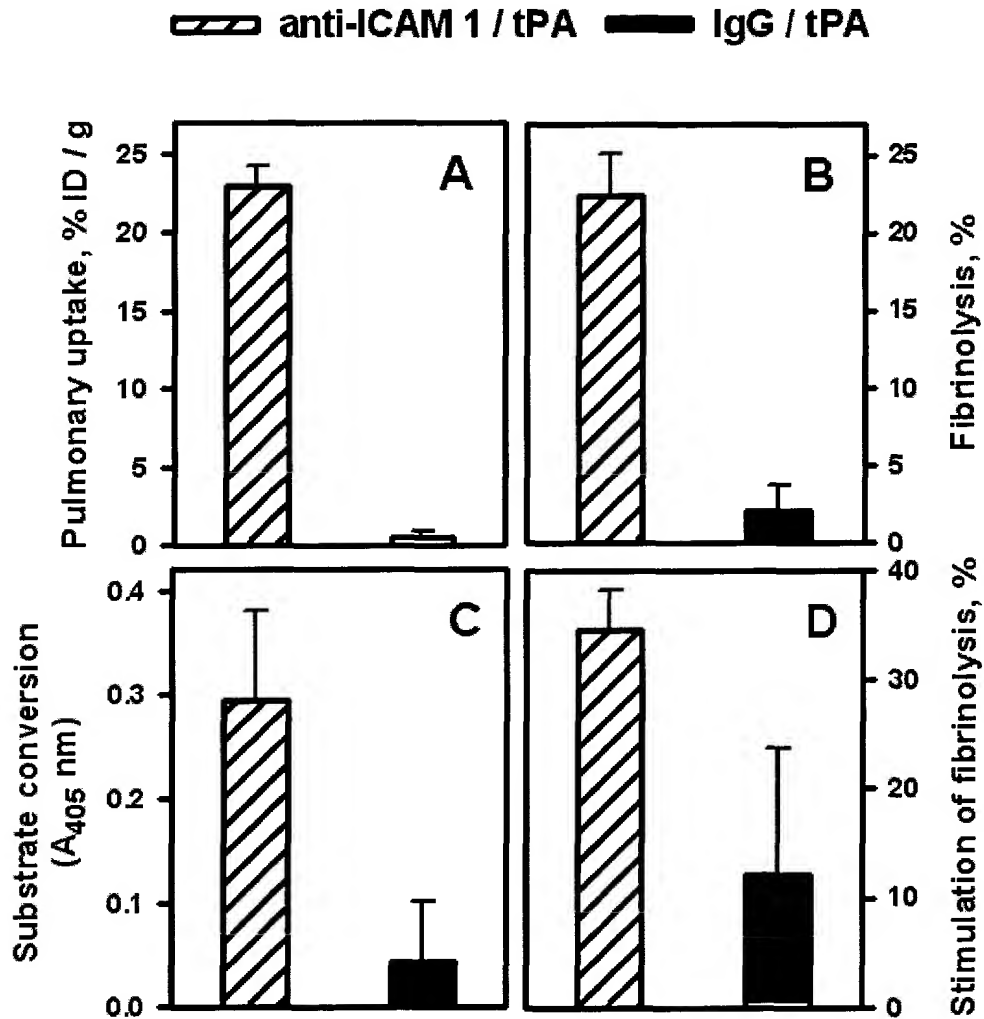 anti-ICAM 1 / tPA IgG / tPA
Pulmonary uptake, % ID / g
25
20
15
10
5
0
A
B
25
20
15
10
5
0
Fibrinolysis, %
Substrate conversion
(A405 nm)
0.4
0.3
0.2
0.1
0.0
C
D
40
30
20
10
0
Stimulation of fibrinolysis, %